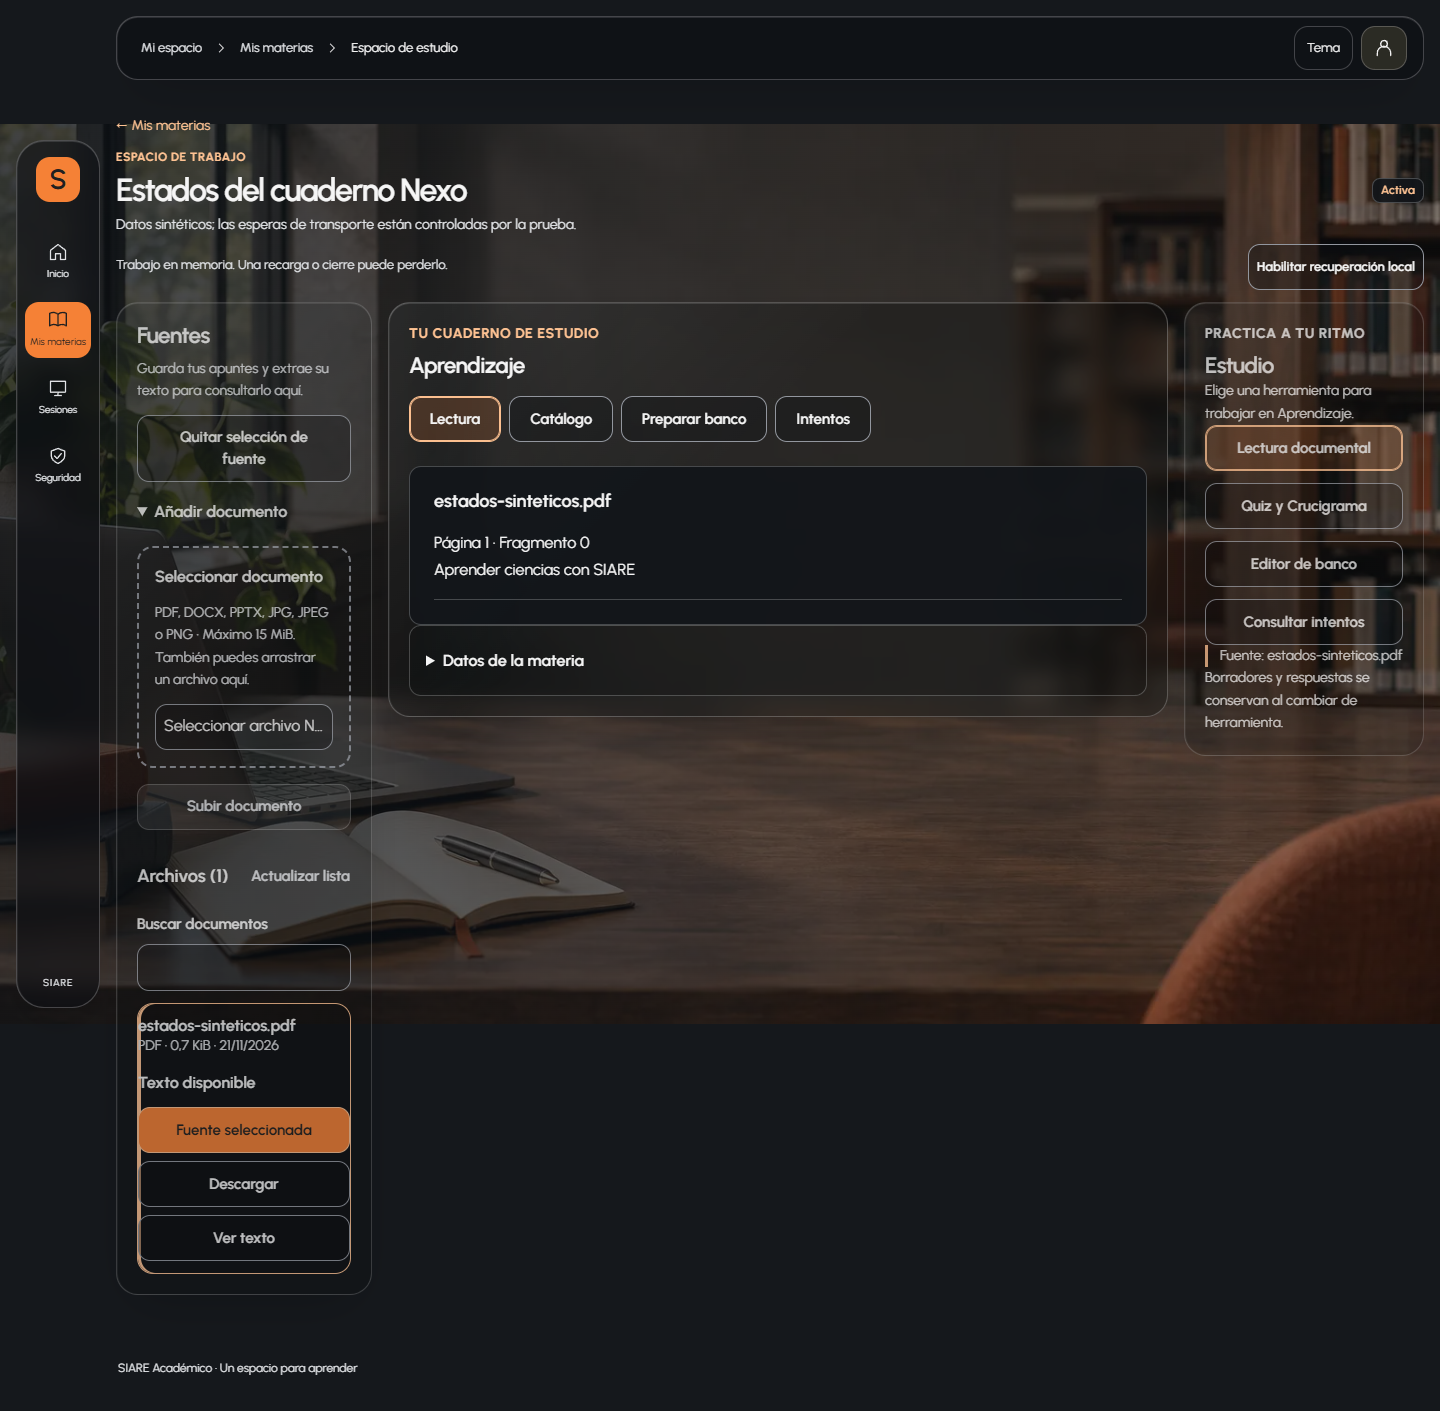 Mi espacio > Mis materias > Espacio de estudio
Tema
← Mis materias
ESPACIO DE TRABAJO
Estados del cuaderno Nexo
Activa
Datos sintéticos; las esperas de transporte están controladas por la prueba.
Trabajo en memoria. Una recarga o cierre puede perderlo.
Habilitar recuperación local
S
Inicio
Mis materias
Sesiones
Seguridad
SIARE
Fuentes
Guarda tus apuntes y extrae su
texto para consultarlo aquí.
Quitar selección de
fuente
▼ Añadir documento
Seleccionar documento
PDF, DOCX, PPTX, JPG, JPEG
o PNG · Máximo 15 MiB.
También puedes arrastrar
un archivo aquí.
Seleccionar archivo N...
Subir documento
Archivos (1)
Actualizar lista
Buscar documentos
estados-sinteticos.pdf
PDF · 0,7 KiB · 21/11/2026
Texto disponible
Fuente seleccionada
Descargar
Ver texto
TU CUADERNO DE ESTUDIO
Aprendizaje
Lectura
Catálogo
Preparar banco
Intentos
estados-sinteticos.pdf
Página 1 · Fragmento 0
Aprender ciencias con SIARE
▶ Datos de la materia
PRACTICA A TU RITMO
Estudio
Elige una herramienta para
trabajar en Aprendizaje.
Lectura documental
Quiz y Crucigrama
Editor de banco
Consultar intentos
Fuente: estados-sinteticos.pdf
Borradores y respuestas se
conservan al cambiar de
herramienta.
SIARE Académico · Un espacio para aprender